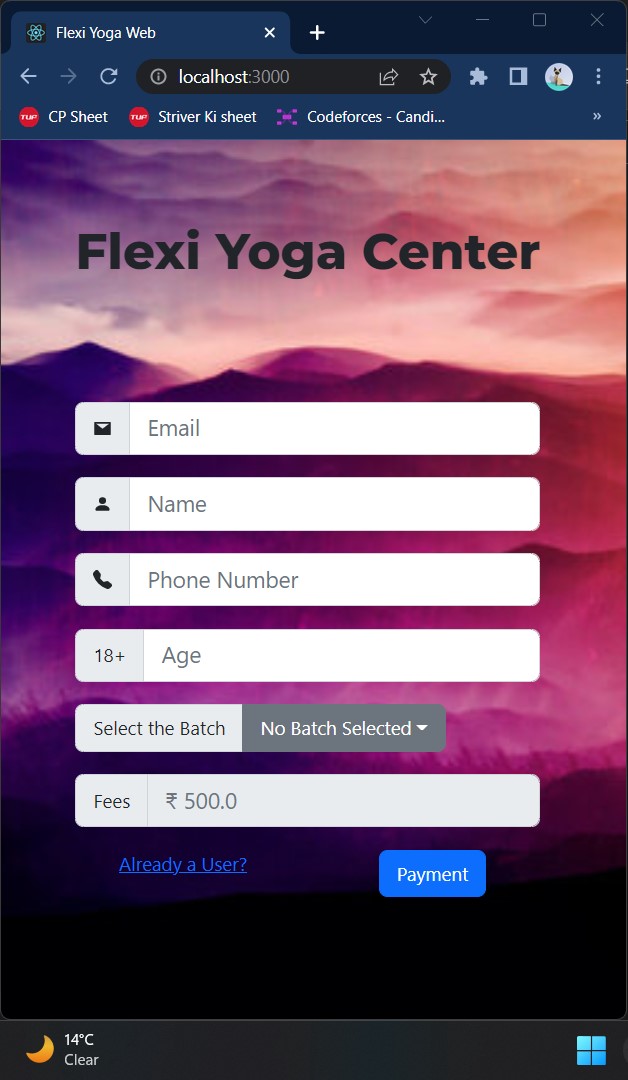 Flexi Yoga Web
localhost:3000
TUF CP Sheet TUF Striver Ki sheet Codeforces - Candi... »
Flexi Yoga Center
Email
Name
Phone Number
18+ Age
Select the Batch No Batch Selected
Fees ₹ 500.0
Already a User? Payment
14°C
Clear